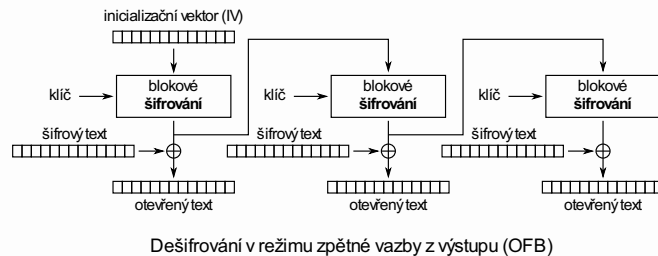 inicializační vektor (IV)
klíč
blokové
šifrování
klíč
blokové
šifrování
klíč
blokové
šifrování
šifrový text
šifrový text
šifrový text
otevřený text
otevřený text
otevřený text
Dešifrování v režimu zpětné vazby z výstupu (OFB)